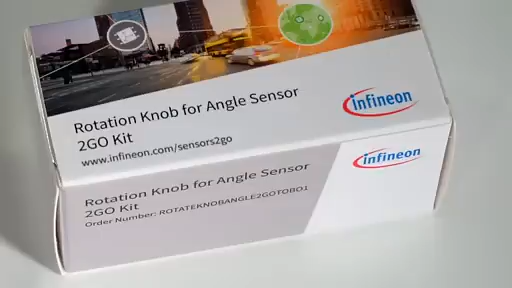 Rotation Knob for Angle Sensor
2GO Kit
www.infineon.com/sensors2go
infineon
Rotation Knob for Angle Sensor
2GO Kit
Order Number: ROTATEKNOBANGLE2GOTOBO1
infineon